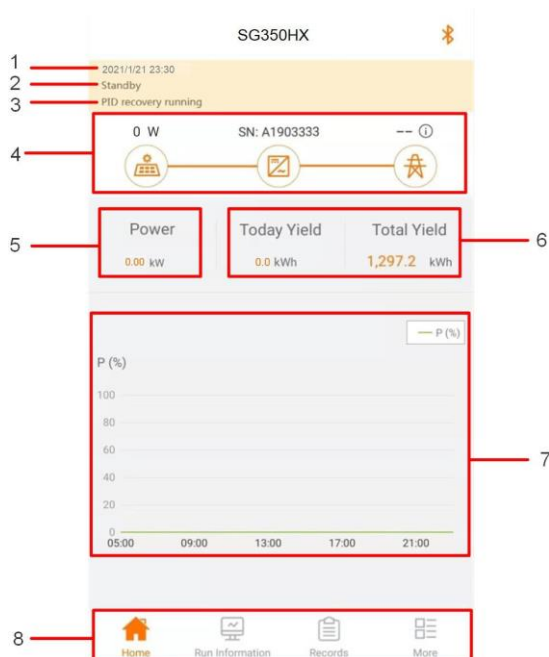 SG350HX
1
2021/1/21 23:30
2
Standby
3
PID recovery running
4
0 W SN: A1903333 --
5
Power Today Yield Total Yield
0.00 kW 0.0 kWh 1,297.2 kWh
6
P (%)
P (%)
100
80
60
40
20
0
05:00 09:00 13:00 17:00 21:00
7
8
Home Run Information Records More